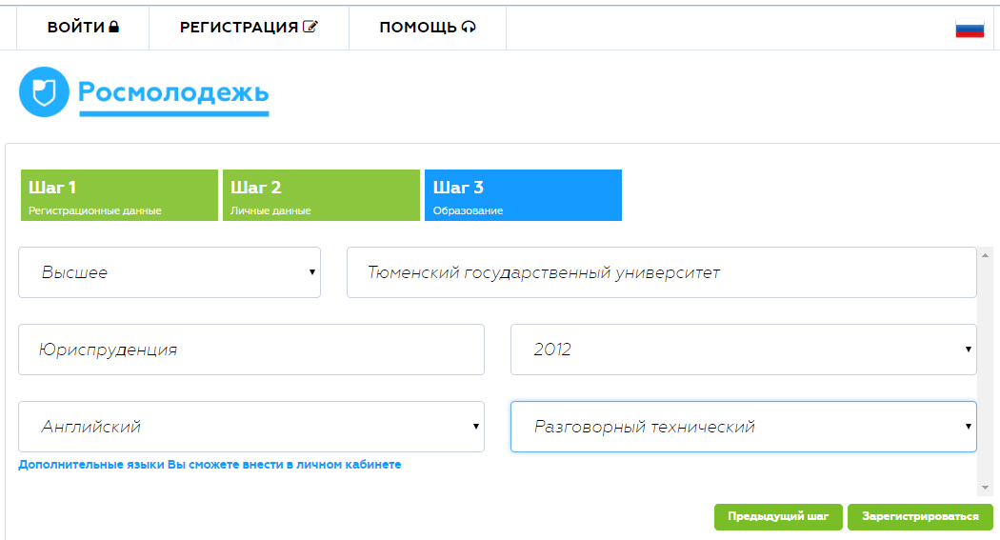 ВОЙТИ РЕГИСТРАЦИЯ ПОМОЩЬ
Росмолодежь
Шаг 1 Шаг 2 Шаг 3
Регистрационные данные Личные данные Образование
Высшее Тюменский государственный университет
Юриспруденция 2012
Английский Разговорный технический
Дополнительные языки Вы сможете внести в личном кабинете
Предыдущий шаг Зарегистрироваться